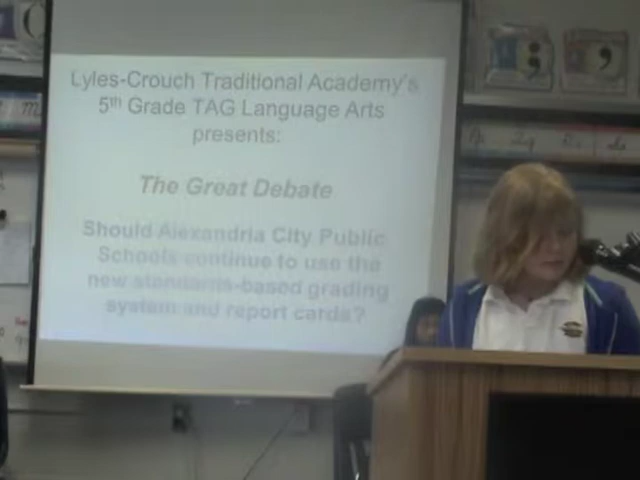 Lyles-Crouch Traditional Academy's
5th Grade TAG Language Arts
presents:
The Great Debate
Should Alexandria City Public
Schools continue to use the
new standards-based grading
system and report cards?